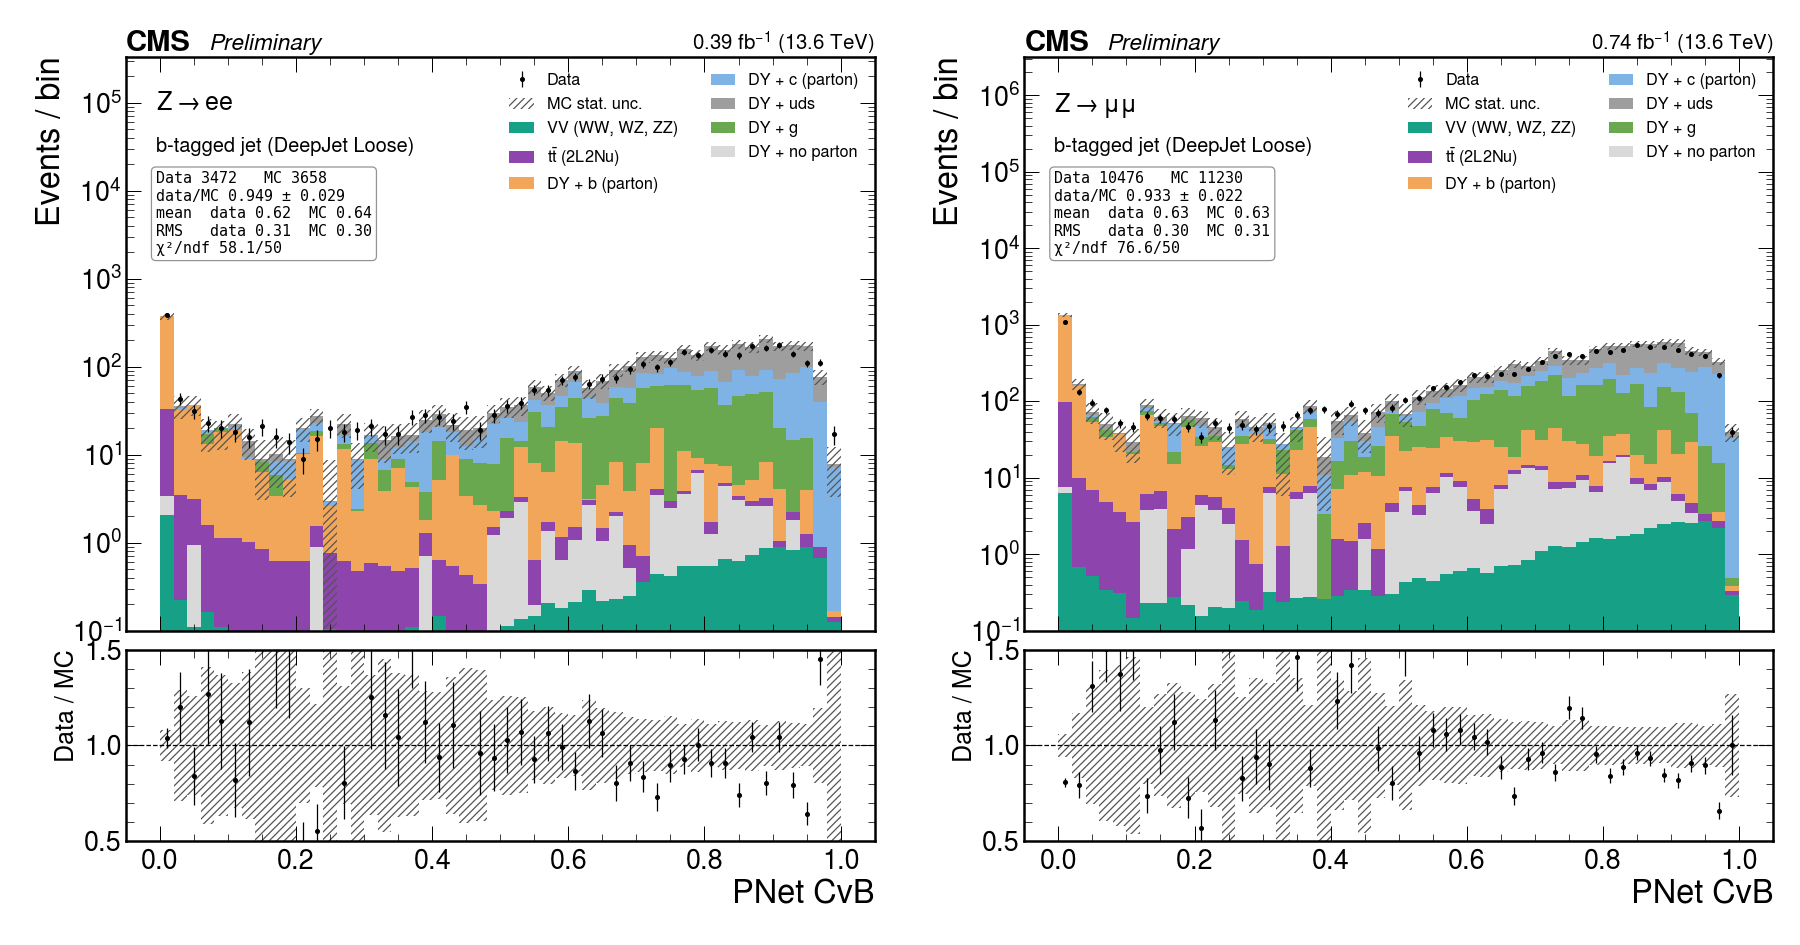 CMS Preliminary 0.39 fb⁻¹ (13.6 TeV)
Events / bin
Z → ee
b-tagged jet (DeepJet Loose)
Data 3472 MC 3658
data/MC 0.949 ± 0.029
mean data 0.62 MC 0.64
RMS data 0.31 MC 0.30
χ²/ndf 58.1/50
Data
MC stat. unc.
VV (WW, WZ, ZZ)
tt̄ (2L2Nu)
DY + b (parton)
DY + c (parton)
DY + uds
DY + g
DY + no parton
10⁵
10⁴
10³
10²
10¹
10⁰
10⁻¹
Data / MC
1.5
1.0
0.5
0.0 0.2 0.4 0.6 0.8 1.0
PNet CvB
CMS Preliminary 0.74 fb⁻¹ (13.6 TeV)
Events / bin
Z → μμ
b-tagged jet (DeepJet Loose)
Data 10476 MC 11230
data/MC 0.933 ± 0.022
mean data 0.63 MC 0.63
RMS data 0.30 MC 0.31
χ²/ndf 76.6/50
Data
MC stat. unc.
VV (WW, WZ, ZZ)
tt̄ (2L2Nu)
DY + b (parton)
DY + c (parton)
DY + uds
DY + g
DY + no parton
10⁶
10⁵
10⁴
10³
10²
10¹
10⁰
10⁻¹
Data / MC
1.5
1.0
0.5
0.0 0.2 0.4 0.6 0.8 1.0
PNet CvB